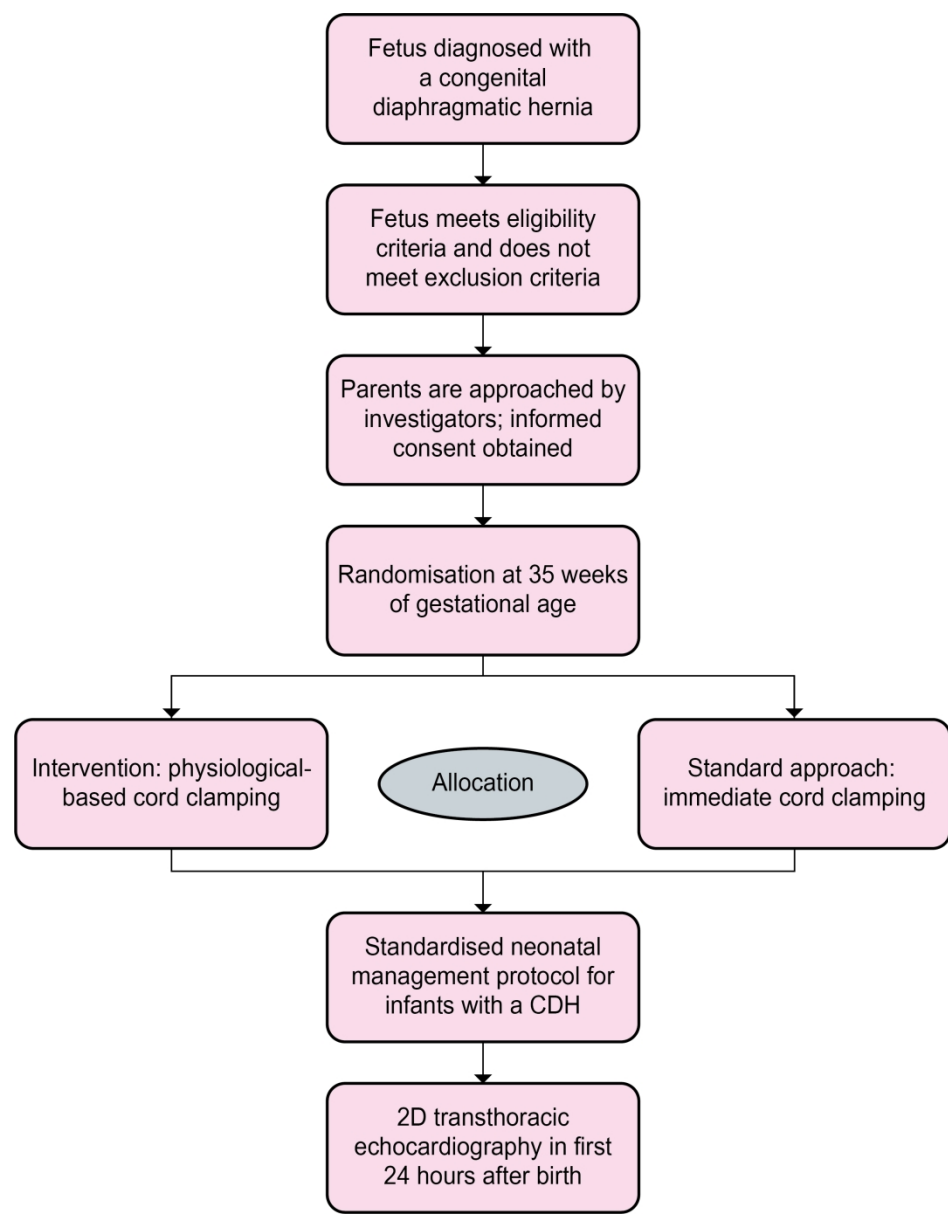 Fetus diagnosed with
a congenital
diaphragmatic hernia
Fetus meets eligibility
criteria and does not
meet exclusion criteria
Parents are approached by
investigators; informed
consent obtained
Randomisation at 35 weeks
of gestational age
Intervention: physiological-
based cord clamping
Allocation
Standard approach:
immediate cord clamping
Standardised neonatal
management protocol for
infants with a CDH
2D transthoracic
echocardiography in first
24 hours after birth